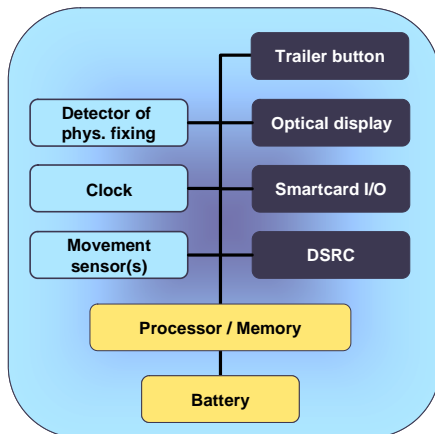 Trailer button
Detector of
phys. fixing
Optical display
Clock
Smartcard I/O
Movement
sensor(s)
DSRC
Processor / Memory
Battery